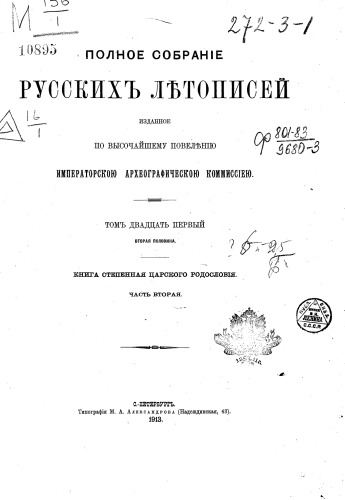 156
1
272-3-1
10895
ПОЛНОЕ СОБРАНІЕ
РУССКИХЪ ЛѢТОПИСЕЙ
16
1
ИЗДАННОЕ
ПО ВЫСОЧАЙШЕМУ ПОВЕЛѢНІЮ
ф 801-83
9680-3
ИМПЕРАТОРСКОЮ АРХЕОГРАФИЧЕСКОЮ КОММИССІЕЮ.
ТОМЪ ДВАДЦАТЬ ПЕРВЫЙ
ВТОРАЯ ПОЛОВИНА.
КНИГА СТЕПЕННАЯ ЦАРСКОГО РОДОСЛОВІЯ.
ЧАСТЬ ВТОРАЯ.
ЛЕНИНА
С.С.С.Р.
С.-ПЕТЕРБУРГЪ.
Типографія М. А. Александрова (Надеждинская, 43).
1913.